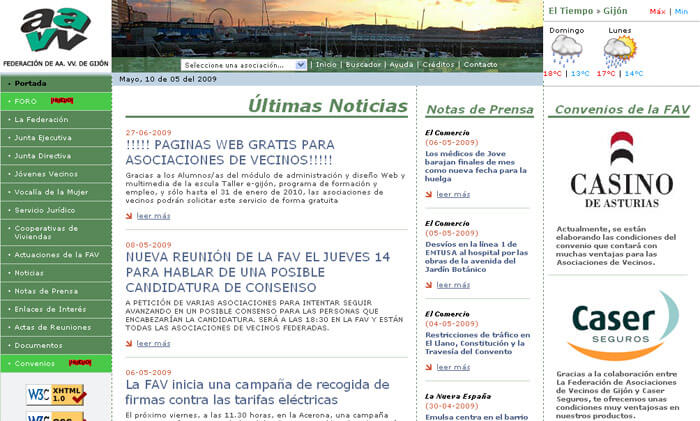 aa
vv
FEDERACIÓN DE AA. VV. DE GIJÓN
Seleccione una asociación...
| Inicio | Buscador | Ayuda | Créditos | Contacto
El Tiempo » Gijón
Máx | Min
Domingo
Lunes
18ºC | 13ºC
17ºC | 14ºC
Mayo, 10 de 05 del 2009
Portada
FORO
La Federación
Junta Ejecutiva
Junta Directiva
Jóvenes Vecinos
Vocalía de la Mujer
Servicio Jurídico
Cooperativas de
Viviendas
Actuaciones de la FAV
Noticias
Notas de Prensa
Enlaces de Interés
Actas de Reuniones
Documentos
Convenios
W3C XHTML
1.0
W3C
Últimas Noticias
27-06-2009
!!!!! PAGINAS WEB GRATIS PARA
ASOCIACIONES DE VECINOS!!!!!
Gracias a los Alumnos/as del módulo de administración y diseño Web y
multimedia de la escula Taller e-gijón, programa de formación y
empleo, y sólo hasta el 31 de enero de 2010, las asociaciones de
vecinos podrán solicitar este servicio de forma gratuita
leer más
08-05-2009
NUEVA REUNIÓN DE LA FAV EL JUEVES 14
PARA HABLAR DE UNA POSIBLE
CANDIDATURA DE CONSENSO
A PETICIÓN DE VARIAS ASOCIACIONES PARA INTENTAR SEGUIR
AVANZANDO EN UN POSIBLE CONSENSO PARA LAS PERSONAS QUE
ENCABEZARÍAN LA CANDIDATURA. SERÁ A LAS 18:30 EN LA FAV Y ESTÁN
TODAS LAS ASOCIACIONES DE VECINOS FEDERADAS.
leer más
06-05-2009
La FAV inicia una campaña de recogida de
firmas contra las tarifas eléctricas
El próximo viernes, a las 11.30 horas, en la Acerona, una campaña
Notas de Prensa
El Comercio
(06-05-2009)
Los médicos de Jove
barajan finales de mes
como nueva fecha para la
huelga
leer más
El Comercio
(05-05-2009)
Desvíos en la línea 1 de
EMTUSA al hospital por las
obras de la avenida del
Jardín Botánico
leer más
El Comercio
(04-05-2009)
Restricciones de tráfico en
El Llano, Constitución y la
Travesía del Convento
leer más
La Nueva España
(30-04-2009)
Emulsa centra en el barrio
Convenios de la FAV
CASINO
DE ASTURIAS
Actualmente, se están
elaborando las condiciones del
convenio que contará con
muchas ventajas para las
Asociaciones de Vecinos.
Caser
SEGUROS
Gracias a la colaboración entre
La Federación de Asociaciones
de Vecinos de Gijón y Caser
Seguros, te ofrecemos unas
condiciones muy ventajosas en
nuestros productos.